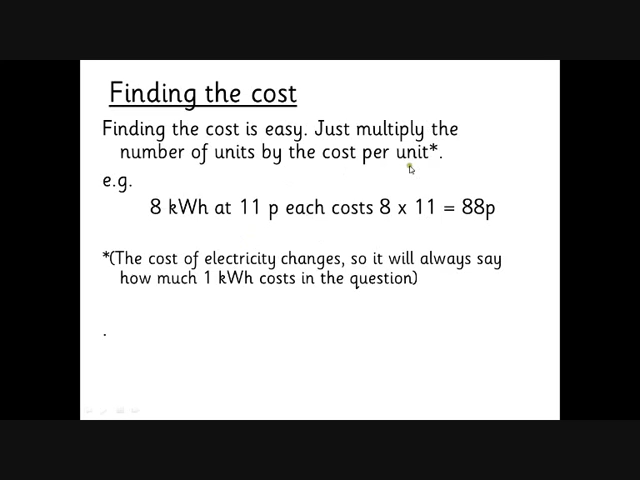 Finding the cost
Finding the cost is easy. Just multiply the
number of units by the cost per unit*.
e.g.
8 kWh at 11 p each costs 8 x 11 = 88p
*(The cost of electricity changes, so it will always say
how much 1 kWh costs in the question)
.